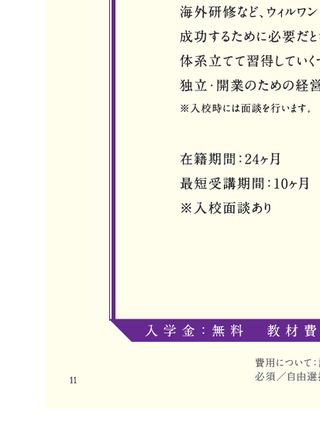 海外研修など、ウィルワン
成功するために必要だと
体系立てて習得していく
独立・開業のための経営
※入校時には面談を行います。
在籍期間：24ヶ月
最短受講期間：10ヶ月
※入校面談あり
入学金：無料　教材費
費用について：
必須／自由選
11